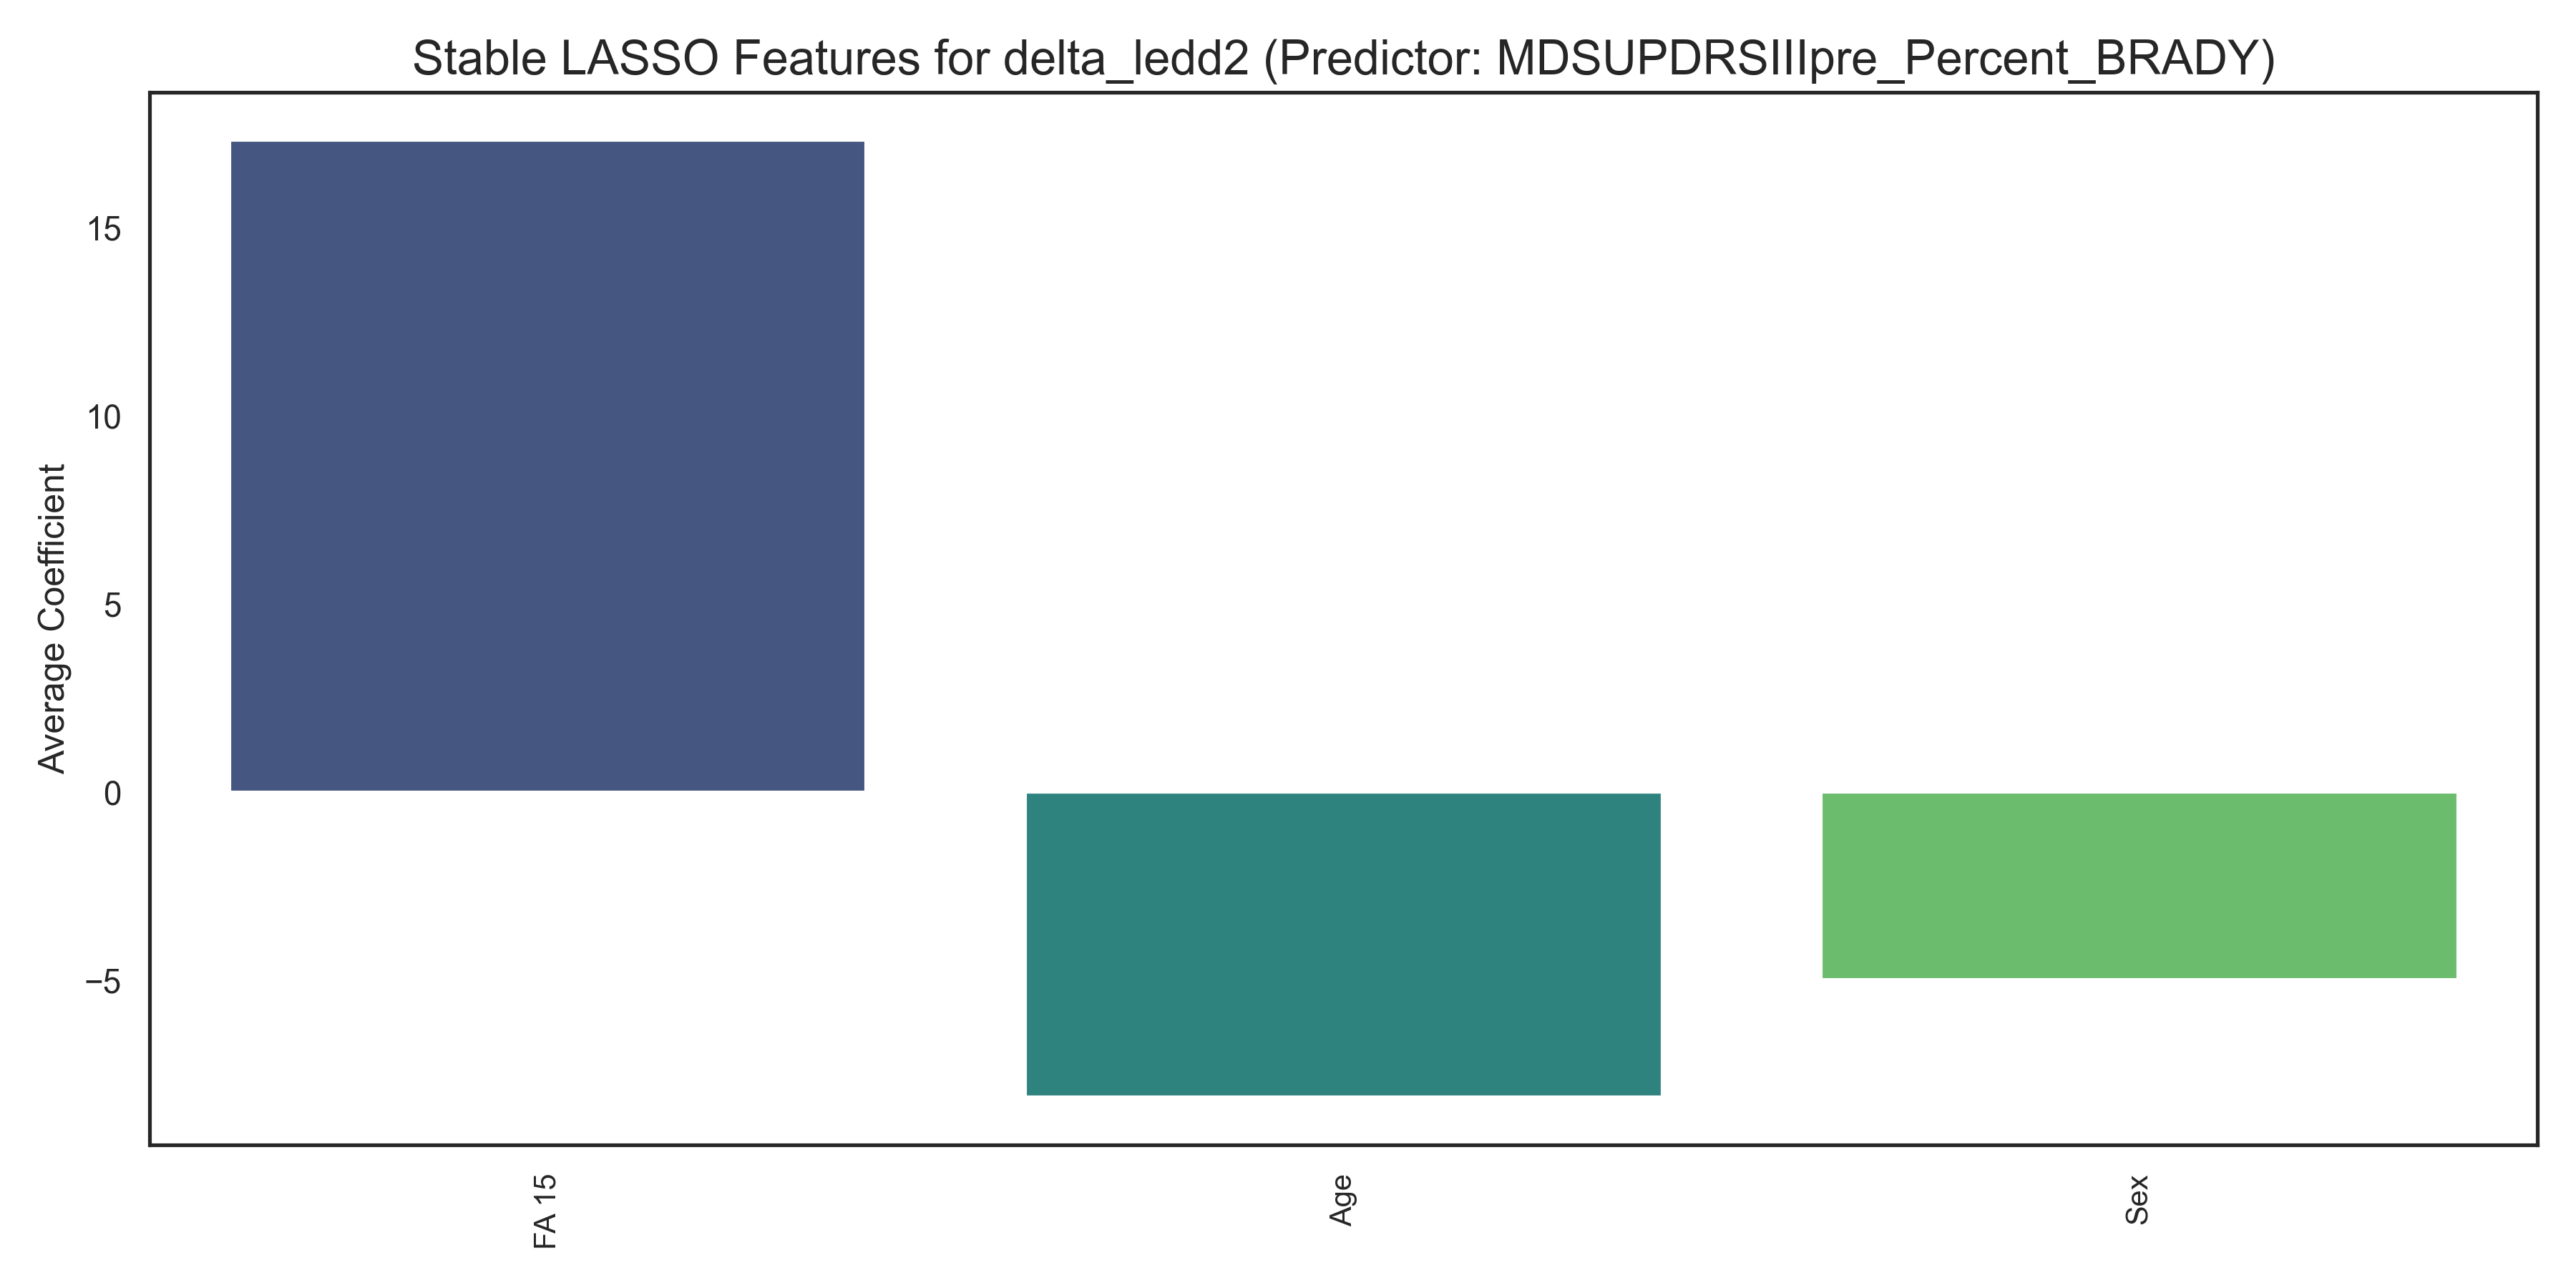 Stable LASSO Features for delta_ledd2 (Predictor: MDSUPDRSIIIpre_Percent_BRADY)
Average Coefficient
15
10
5
0
−5
FA 15
Age
Sex